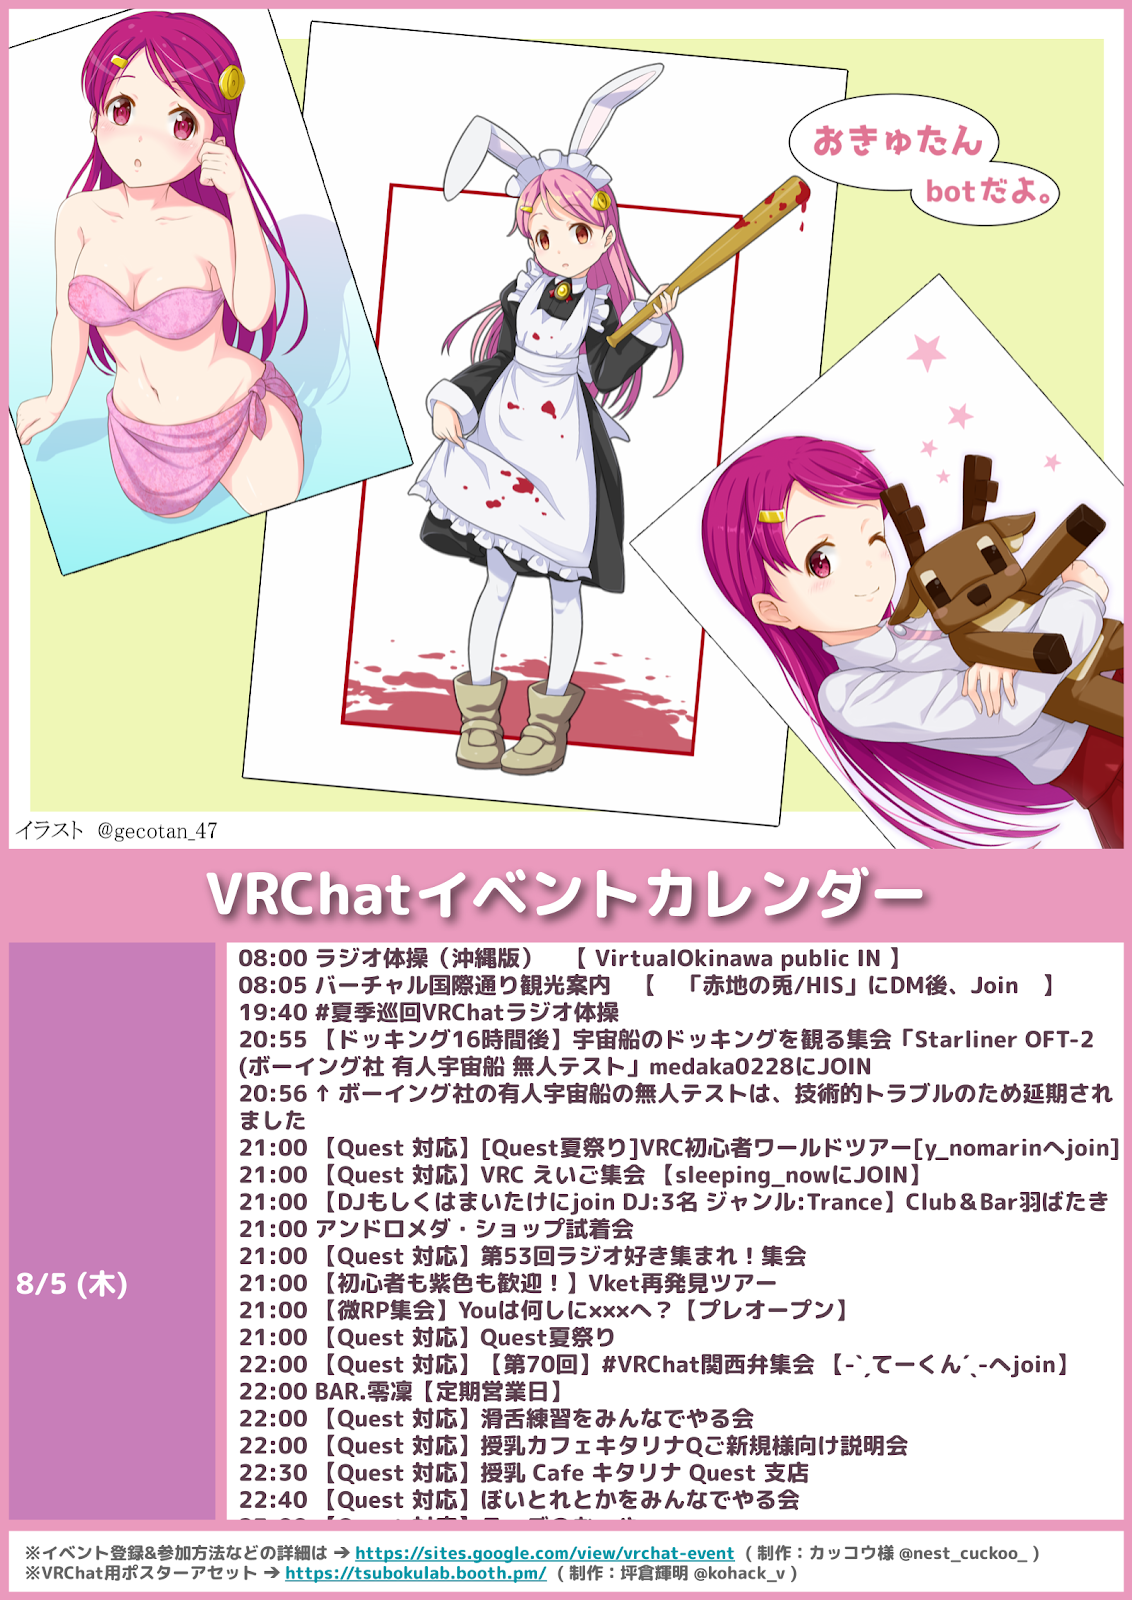 おきゅたん
botだよ。
イラスト @gecotan_47
VRChatイベントカレンダー
8/5 (木)
08:00 ラジオ体操（沖縄版） 【 VirtualOkinawa public IN 】
08:05 バーチャル国際通り観光案内 【 「赤地の兎/HIS」にDM後、Join 】
19:40 #夏季巡回VRChatラジオ体操
20:55 【ドッキング16時間後】宇宙船のドッキングを観る集会「Starliner OFT-2
(ボーイング社 有人宇宙船 無人テスト」medaka0228にJOIN
20:56 ↑ ボーイング社の有人宇宙船の無人テストは、技術的トラブルのため延期され
ました
21:00 【Quest 対応】[Quest夏祭り]VRC初心者ワールドツアー[y_nomarinへjoin]
21:00 【Quest 対応】VRC えいご集会 【sleeping_nowにJOIN】
21:00 【DJもしくはまいたけにjoin DJ:3名 ジャンル:Trance】Club＆Bar羽ばたき
21:00 アンドロメダ・ショップ試着会
21:00 【Quest 対応】第53回ラジオ好き集まれ！集会
21:00 【初心者も紫色も歓迎！】Vket再発見ツアー
21:00 【微RP集会】Youは何しに×××へ？【プレオープン】
21:00 【Quest 対応】Quest夏祭り
22:00 【Quest 対応】【第70回】#VRChat関西弁集会 【-ˋˏてーくんˊˎ-へjoin】
22:00 BAR.零凜【定期営業日】
22:00 【Quest 対応】滑舌練習をみんなでやる会
22:00 【Quest 対応】授乳カフェキタリナQご新規様向け説明会
22:30 【Quest 対応】授乳 Cafe キタリナ Quest 支店
22:40 【Quest 対応】ぼいとれとかをみんなでやる会
※イベント登録&参加方法などの詳細は ➔ https://sites.google.com/view/vrchat-event ( 制作：カッコウ様 @nest_cuckoo_ )
※VRChat用ポスターアセット ➔ https://tsubokulab.booth.pm/ ( 制作：坪倉輝明 @kohack_v )